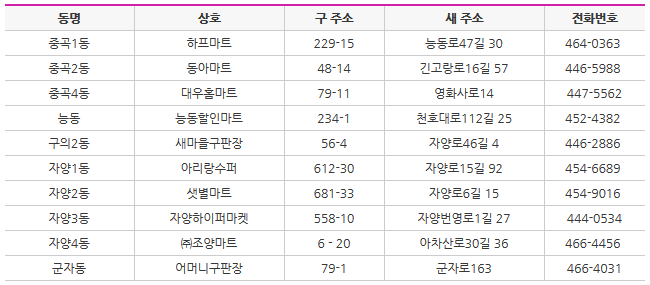 동명 상호 구 주소 새 주소 전화번호
중곡1동 하프마트 229-15 능동로47길 30 464-0363
중곡2동 동아마트 48-14 긴고랑로16길 57 446-5988
중곡4동 대우홈마트 79-11 영화사로14 447-5562
능동 능동할인마트 234-1 천호대로112길 25 452-4382
구의2동 새마을구판장 56-4 자양로46길 4 446-2886
자양1동 아리랑수퍼 612-30 자양로15길 92 454-6689
자양2동 샛별마트 681-33 자양로6길 15 454-9016
자양3동 자양하이퍼마켓 558-10 자양번영로1길 27 444-0534
자양4동 ㈜조양마트 6 - 20 아차산로30길 36 466-4456
군자동 어머니구판장 79-1 군자로163 466-4031